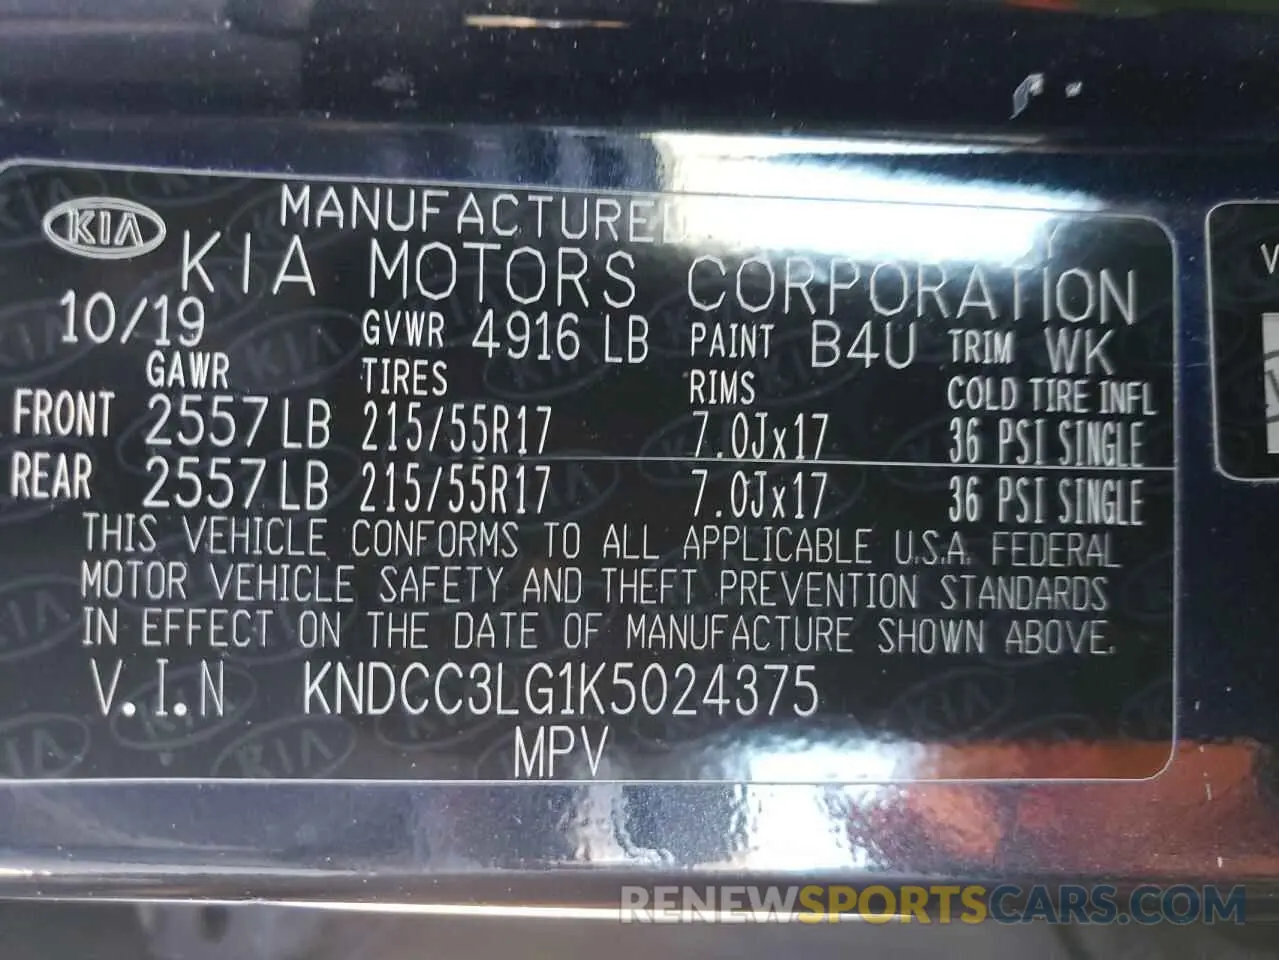 MANUFACTURED BY
KIA KIA MOTORS CORPORATION
10/19 GVWR 4916 LB PAINT B4U TRIM WK
GAWR TIRES RIMS COLD TIRE INFL
FRONT 2557 LB 215/55R17 7.0Jx17 36 PSI SINGLE
REAR 2557 LB 215/55R17 7.0Jx17 36 PSI SINGLE
THIS VEHICLE CONFORMS TO ALL APPLICABLE U.S.A. FEDERAL
MOTOR VEHICLE SAFETY AND THEFT PREVENTION STANDARDS
IN EFFECT ON THE DATE OF MANUFACTURE SHOWN ABOVE.
V.I.N KNDCC3LG1K5024375
MPV
RENEWSPORTSCARS.COM